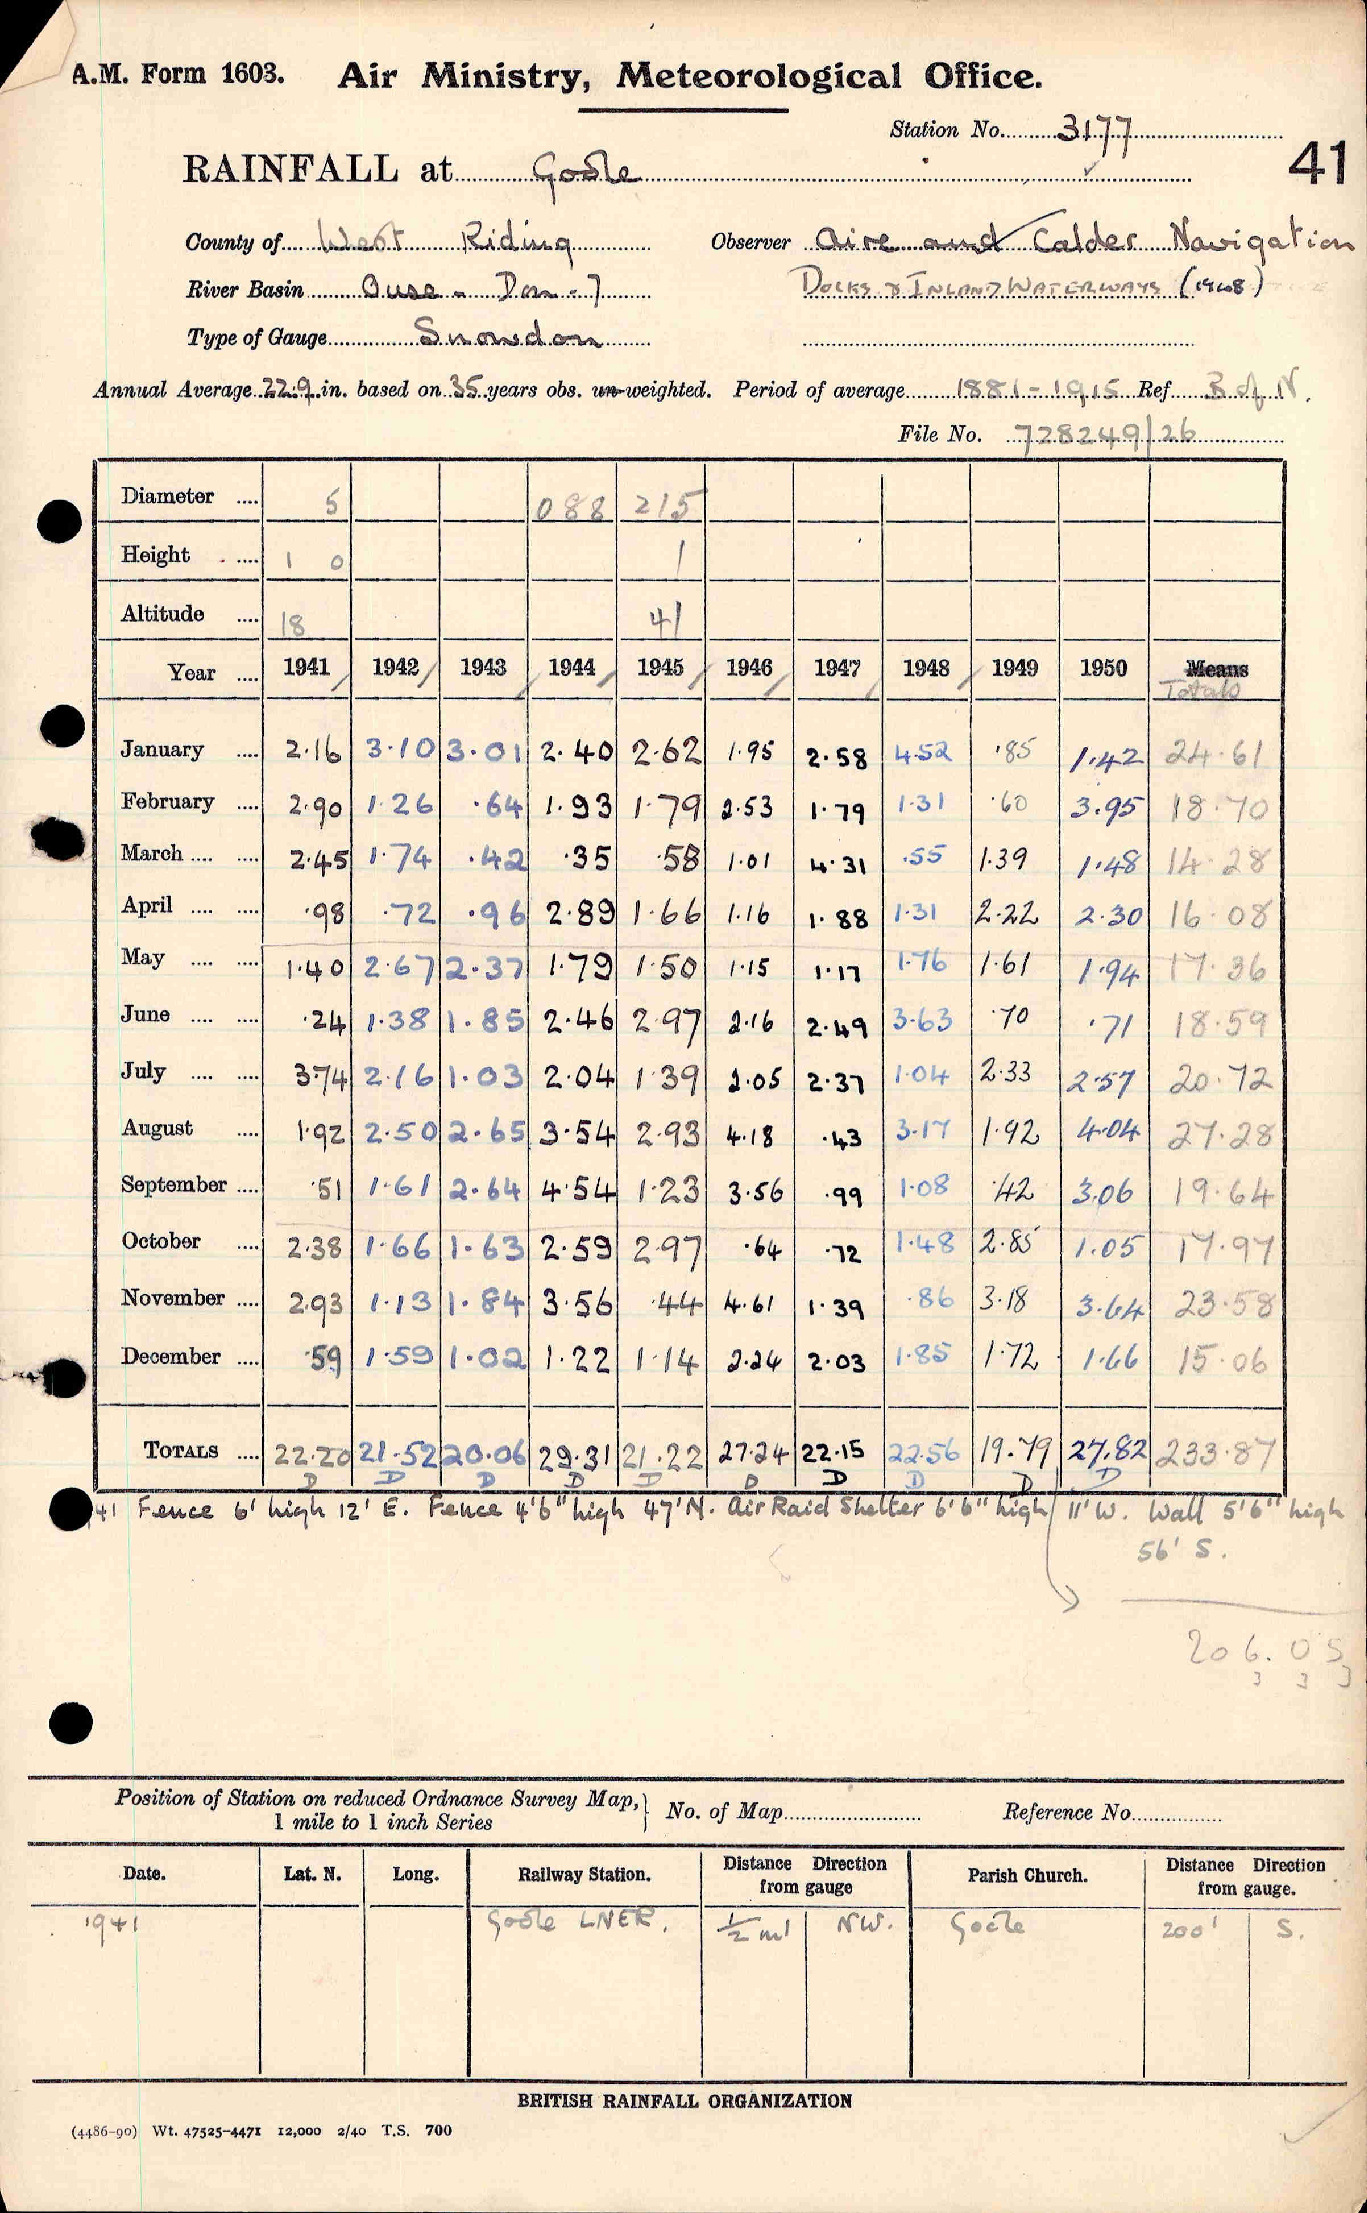 A.M. Form 1603. Air Ministry, Meteorological Office.
Station No. 3177
41
RAINFALL at Goole
County of West Riding Observer Aire and Calder Navigation
River Basin Ouse - Don - 7 DOCKS & INLAND WATERWAYS (1948)
Type of Gauge Snowdon
Annual Average 22.9 in. based on 35 years obs. un-weighted. Period of average 1881-1915 Ref. B of N.
File No. 728249/26
Diameter .... 5 088 215
Height .... 1 0 1
Altitude .... 18 41
Year .... 1941 1942 1943 1944 1945 1946 1947 1948 1949 1950 Means
Totals
January .... 2.16 3.10 3.01 2.40 2.62 1.95 2.58 4.52 .85 1.42 24.61
February .... 2.90 1.26 .64 1.93 1.79 2.53 1.79 1.31 .60 3.95 18.70
March .... .... 2.45 1.74 .42 .35 .58 1.01 4.31 .55 1.39 1.48 14.28
April .... .... .98 .72 .96 2.89 1.66 1.16 1.88 1.31 2.22 2.30 16.08
May .... .... 1.40 2.67 2.37 1.79 1.50 1.15 1.17 1.76 1.61 1.94 17.36
June .... .... .24 1.38 1.85 2.46 2.97 2.16 2.49 3.63 .70 .71 18.59
July .... .... 3.74 2.16 1.03 2.04 1.39 2.05 2.37 1.04 2.33 2.57 20.72
August .... 1.92 2.50 2.65 3.54 2.93 4.18 .43 3.17 1.92 4.04 27.28
September .... .51 1.61 2.64 4.54 1.23 3.56 .99 1.08 .42 3.06 19.64
October .... 2.38 1.66 1.63 2.59 2.97 .64 .72 1.48 2.85 1.05 17.97
November .... 2.93 1.13 1.84 3.56 .44 4.61 1.39 .86 3.18 3.64 23.58
December .... .59 1.59 1.02 1.22 1.14 2.24 2.03 1.85 1.72 1.66 15.06
TOTALS .... 22.20 21.52 20.06 29.31 21.22 27.24 22.15 22.56 19.79 27.82 233.87
D D D D D D D D D D
41 Fence 6' high 12' E. Fence 4'6" high 47' N. Air Raid Shelter 6'6" high 11' W. Wall 5'6" high
56' S.
206.05
3 3 3
Position of Station on reduced Ordnance Survey Map, No. of Map Reference No.
1 mile to 1 inch Series
Date. Lat. N. Long. Railway Station. Distance Direction from gauge Parish Church. Distance Direction from gauge.
1941 Goole LNER. 1/2 ml NW. Goole 200' S.
BRITISH RAINFALL ORGANIZATION
(4486-90) Wt. 47525-4471 12,000 2/40 T.S. 700